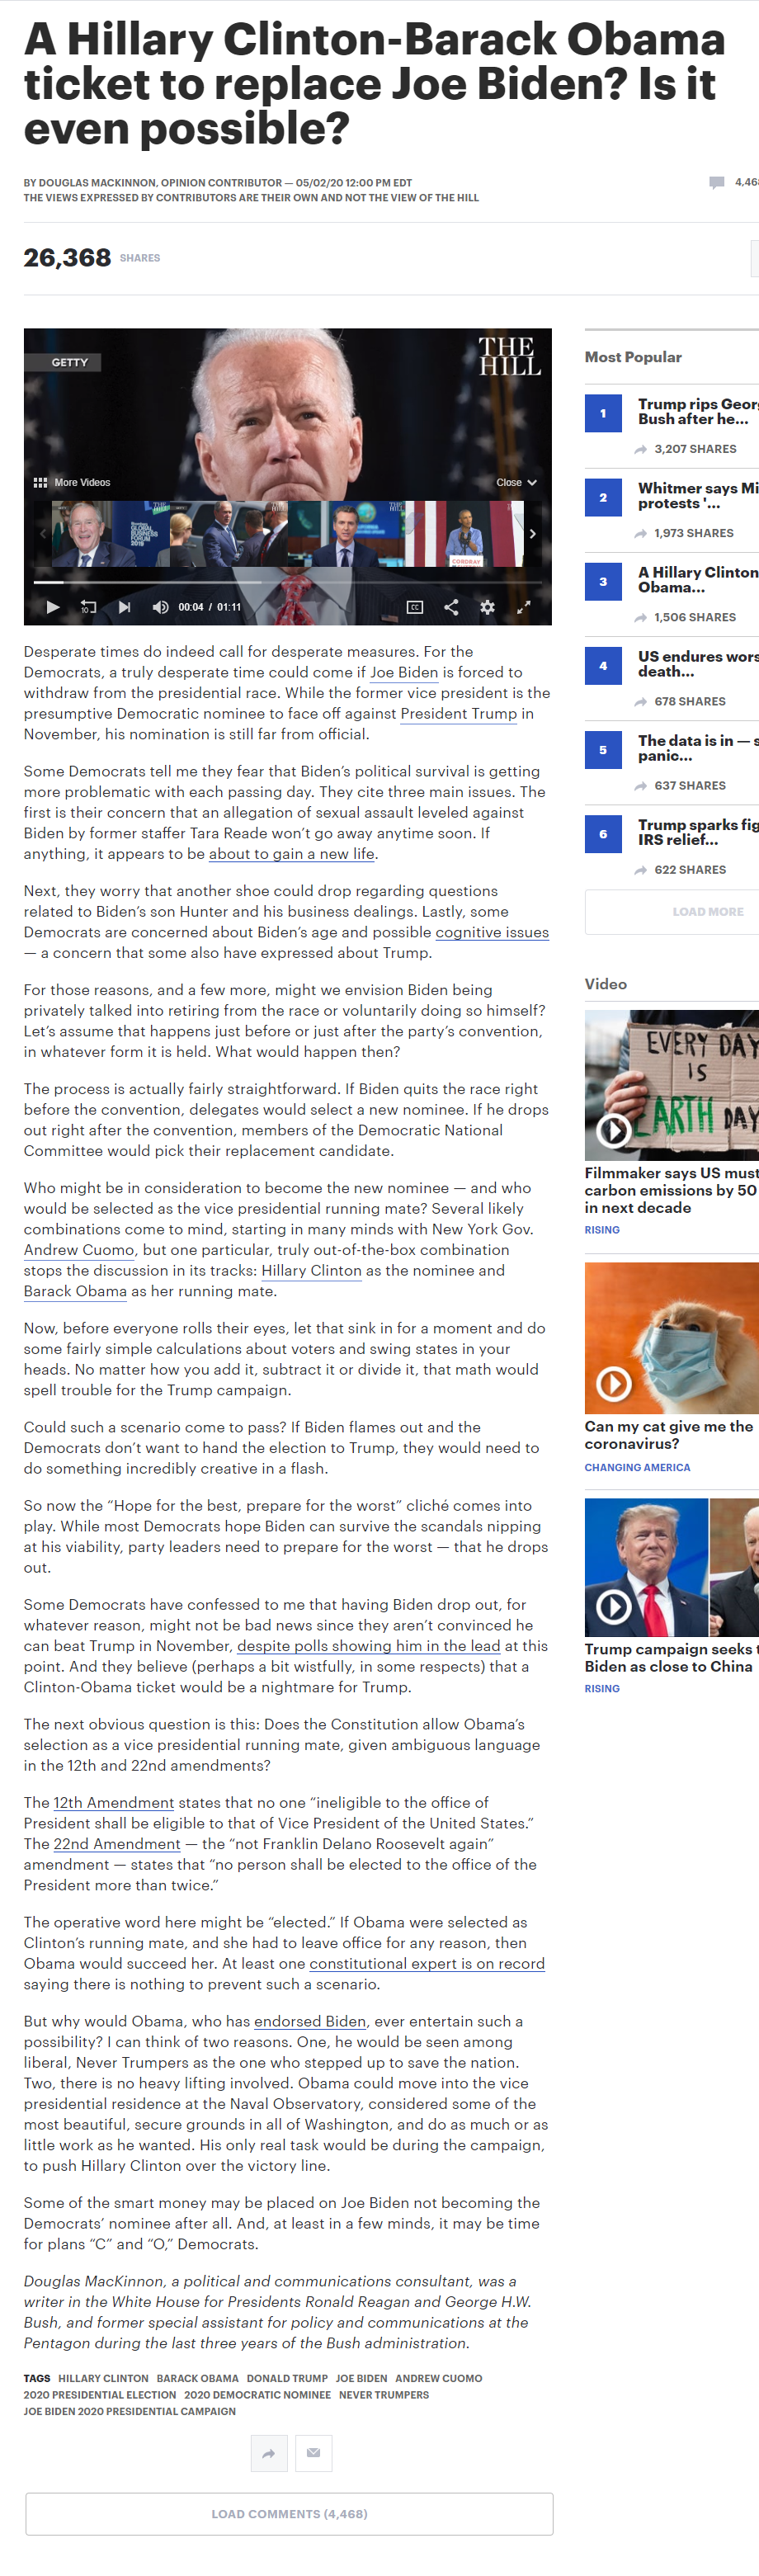 A Hillary Clinton-Barack Obama
ticket to replace Joe Biden? Is it
even possible?
BY DOUGLAS MACKINNON, OPINION CONTRIBUTOR — 05/02/20 12:00 PM EDT
THE VIEWS EXPRESSED BY CONTRIBUTORS ARE THEIR OWN AND NOT THE VIEW OF THE HILL
4,46
26,368 SHARES
GETTY
THE
HILL
More Videos
Close
00:04 / 01:11
CC
Desperate times do indeed call for desperate measures. For the
Democrats, a truly desperate time could come if Joe Biden is forced to
withdraw from the presidential race. While the former vice president is the
presumptive Democratic nominee to face off against President Trump in
November, his nomination is still far from official.
Some Democrats tell me they fear that Biden's political survival is getting
more problematic with each passing day. They cite three main issues. The
first is their concern that an allegation of sexual assault leveled against
Biden by former staffer Tara Reade won't go away anytime soon. If
anything, it appears to be about to gain a new life.
Next, they worry that another shoe could drop regarding questions
related to Biden's son Hunter and his business dealings. Lastly, some
Democrats are concerned about Biden's age and possible cognitive issues
— a concern that some also have expressed about Trump.
For those reasons, and a few more, might we envision Biden being
privately talked into retiring from the race or voluntarily doing so himself?
Let's assume that happens just before or just after the party's convention,
in whatever form it is held. What would happen then?
The process is actually fairly straightforward. If Biden quits the race right
before the convention, delegates would select a new nominee. If he drops
out right after the convention, members of the Democratic National
Committee would pick their replacement candidate.
Who might be in consideration to become the new nominee — and who
would be selected as the vice presidential running mate? Several likely
combinations come to mind, starting in many minds with New York Gov.
Andrew Cuomo, but one particular, truly out-of-the-box combination
stops the discussion in its tracks: Hillary Clinton as the nominee and
Barack Obama as her running mate.
Now, before everyone rolls their eyes, let that sink in for a moment and do
some fairly simple calculations about voters and swing states in your
heads. No matter how you add it, subtract it or divide it, that math would
spell trouble for the Trump campaign.
Could such a scenario come to pass? If Biden flames out and the
Democrats don't want to hand the election to Trump, they would need to
do something incredibly creative in a flash.
So now the “Hope for the best, prepare for the worst” cliché comes into
play. While most Democrats hope Biden can survive the scandals nipping
at his viability, party leaders need to prepare for the worst — that he drops
out.
Some Democrats have confessed to me that having Biden drop out, for
whatever reason, might not be bad news since they aren't convinced he
can beat Trump in November, despite polls showing him in the lead at this
point. And they believe (perhaps a bit wistfully, in some respects) that a
Clinton-Obama ticket would be a nightmare for Trump.
The next obvious question is this: Does the Constitution allow Obama's
selection as a vice presidential running mate, given ambiguous language
in the 12th and 22nd amendments?
The 12th Amendment states that no one “ineligible to the office of
President shall be eligible to that of Vice President of the United States.”
The 22nd Amendment — the “not Franklin Delano Roosevelt again”
amendment — states that “no person shall be elected to the office of the
President more than twice.”
The operative word here might be “elected.” If Obama were selected as
Clinton's running mate, and she had to leave office for any reason, then
Obama would succeed her. At least one constitutional expert is on record
saying there is nothing to prevent such a scenario.
But why would Obama, who has endorsed Biden, ever entertain such a
possibility? I can think of two reasons. One, he would be seen among
liberal, Never Trumpers as the one who stepped up to save the nation.
Two, there is no heavy lifting involved. Obama could move into the vice
presidential residence at the Naval Observatory, considered some of the
most beautiful, secure grounds in all of Washington, and do as much or as
little work as he wanted. His only real task would be during the campaign,
to push Hillary Clinton over the victory line.
Some of the smart money may be placed on Joe Biden not becoming the
Democrats' nominee after all. And, at least in a few minds, it may be time
for plans “C” and “O,” Democrats.
Douglas MacKinnon, a political and communications consultant, was a
writer in the White House for Presidents Ronald Reagan and George H.W.
Bush, and former special assistant for policy and communications at the
Pentagon during the last three years of the Bush administration.
TAGS HILLARY CLINTON BARACK OBAMA DONALD TRUMP JOE BIDEN ANDREW CUOMO
2020 PRESIDENTIAL ELECTION 2020 DEMOCRATIC NOMINEE NEVER TRUMPERS
JOE BIDEN 2020 PRESIDENTIAL CAMPAIGN
LOAD COMMENTS (4,468)
Most Popular
1
Trump rips Geor
Bush after he...
3,207 SHARES
2
Whitmer says Mi
protests '...
1,973 SHARES
3
A Hillary Clinton
Obama...
1,506 SHARES
4
US endures wors
death...
678 SHARES
5
The data is in — s
panic...
637 SHARES
6
Trump sparks fig
IRS relief...
622 SHARES
LOAD MORE
Video
EVERY DAY
IS
EARTH DAY
Filmmaker says US must
carbon emissions by 50
in next decade
RISING
Can my cat give me the
coronavirus?
CHANGING AMERICA
Trump campaign seeks t
Biden as close to China
RISING